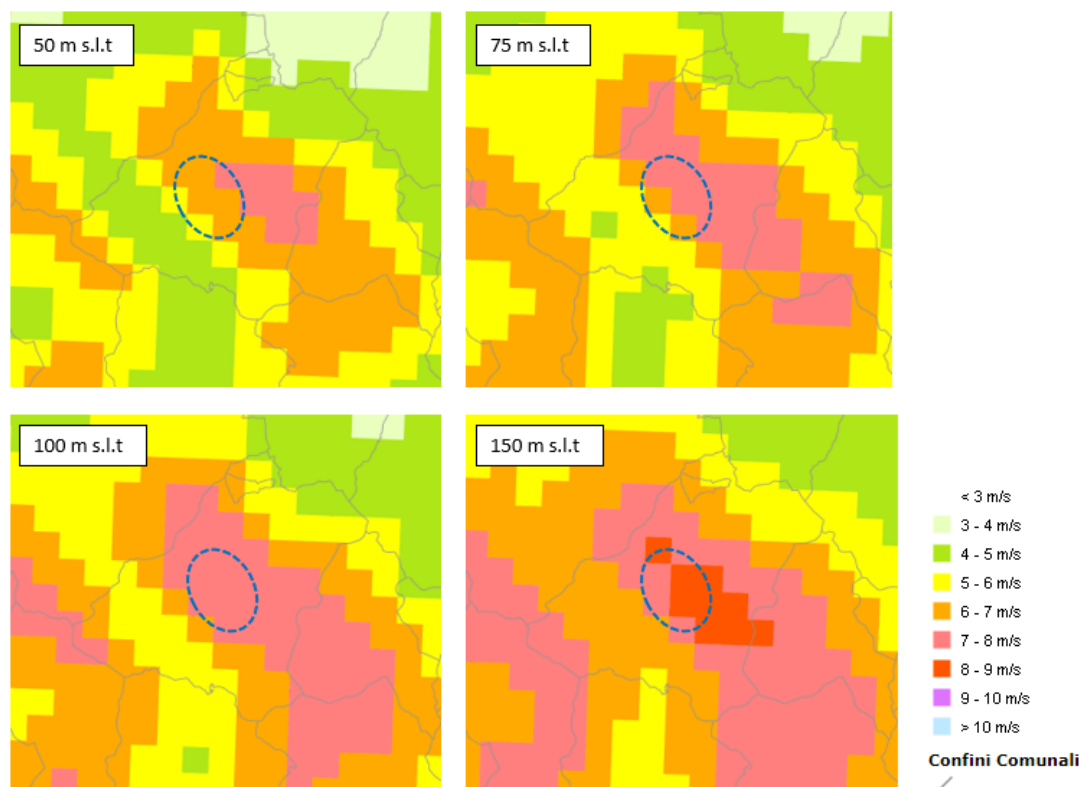 50 m s.l.t
75 m s.l.t
100 m s.l.t
150 m s.l.t
< 3 m/s
3 - 4 m/s
4 - 5 m/s
5 - 6 m/s
6 - 7 m/s
7 - 8 m/s
8 - 9 m/s
9 - 10 m/s
> 10 m/s
Confini Comunali